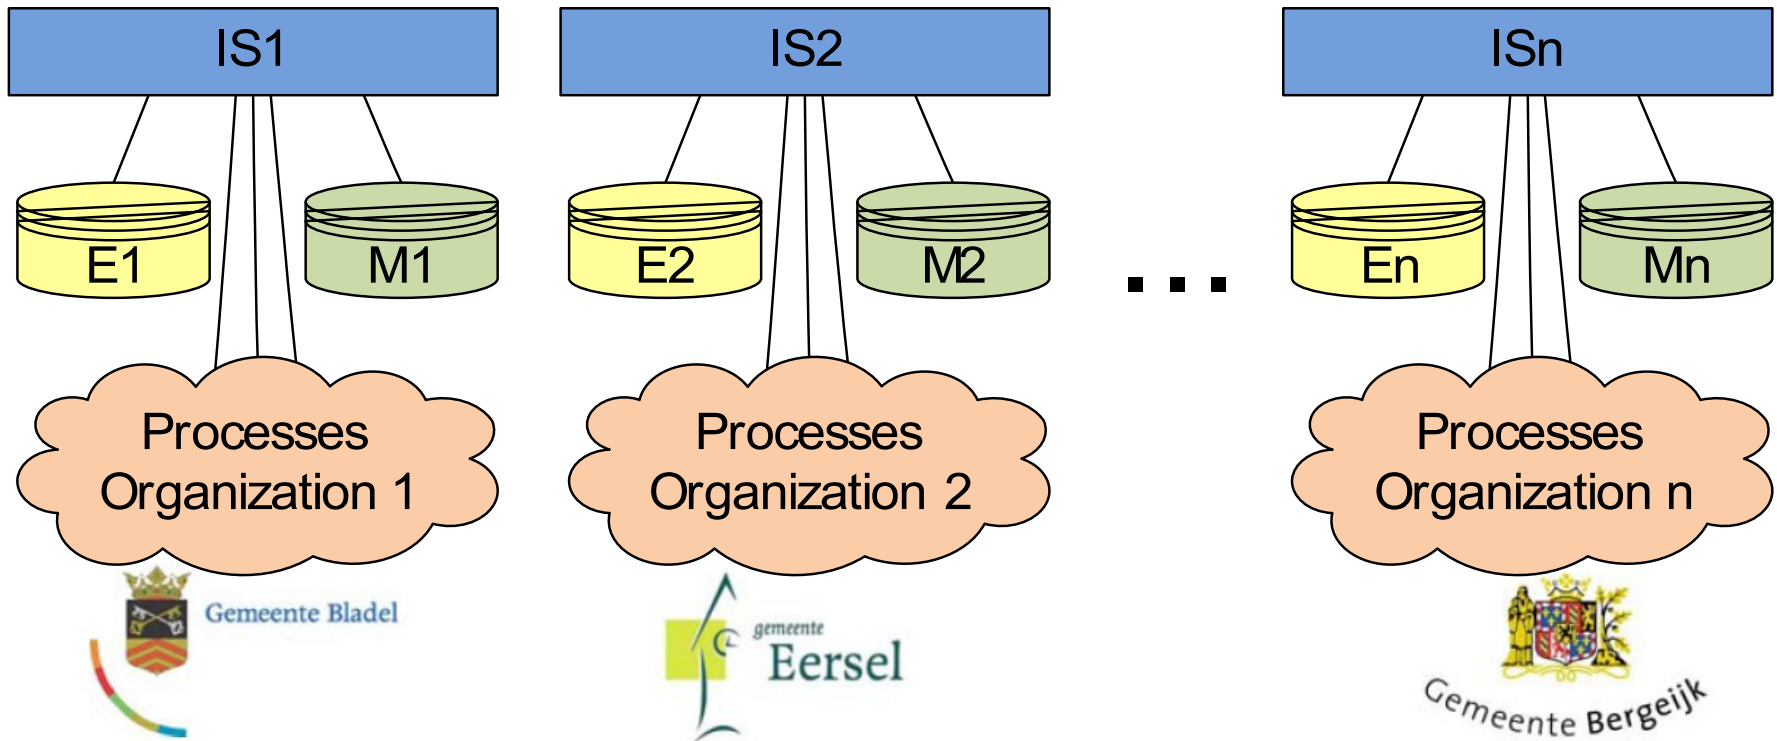 IS1
IS2
ISn
E1
M1
E2
M2
...
En
Mn
Processes
Organization 1
Processes
Organization 2
Processes
Organization n
Gemeente Bladel
gemeente
Eersel
Gemeente Bergeijk